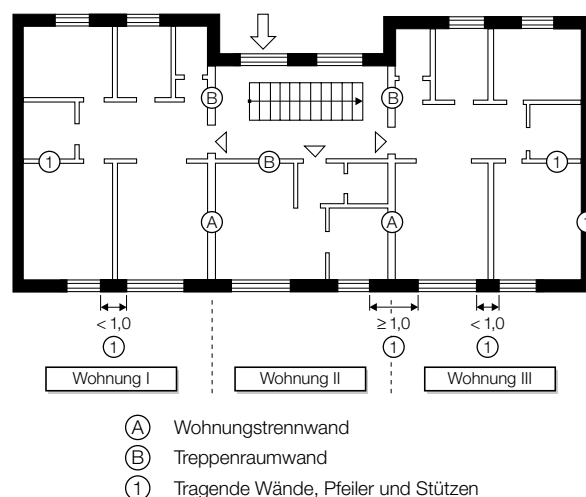 B
B
1
B
1
A
A
1
< 1,0
≥ 1,0
< 1,0
1
1
1
Wohnung I
Wohnung II
Wohnung III
A Wohnungstrennwand
B Treppenraumwand
1 Tragende Wände, Pfeiler und Stützen